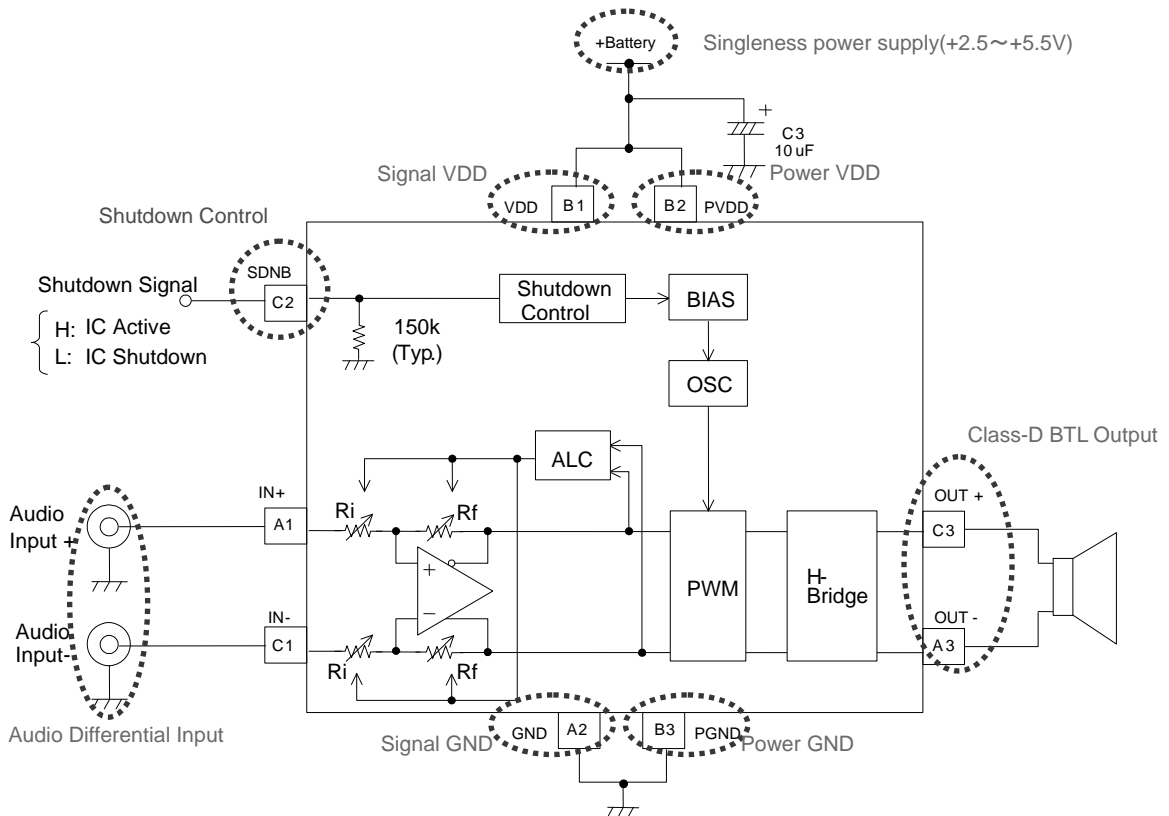 +Battery
Singleness power supply(+2.5～+5.5V)
+
C3
10 uF
Signal VDD
Power VDD
VDD
B1
B2
PVDD
Shutdown Control
SDNB
Shutdown Signal
C2
H: IC Active
L: IC Shutdown
150k
(Typ.)
Shutdown
Control
BIAS
OSC
ALC
Class-D BTL Output
Audio
Input +
IN+
A1
Ri
Rf
+
-
PWM
H-
Bridge
OUT +
C3
OUT -
A3
Audio
Input-
IN-
C1
Ri
Rf
Audio Differential Input
Signal GND
GND
A2
B3
PGND
Power GND